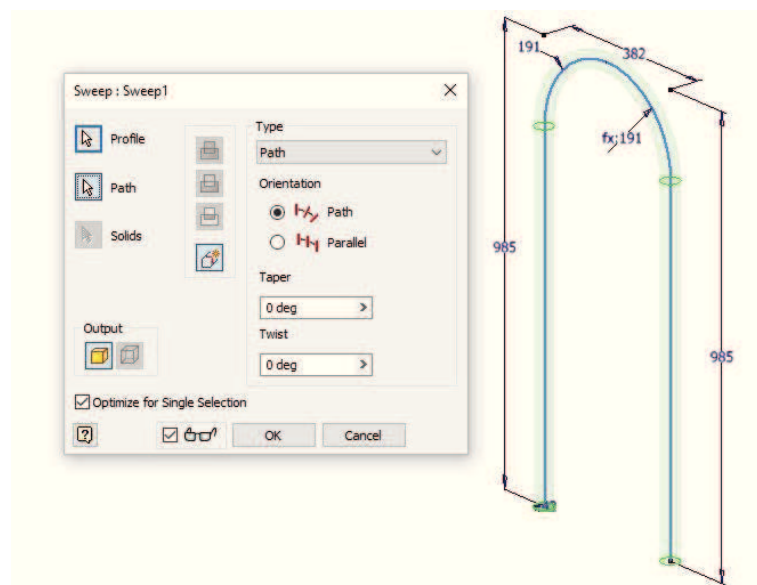 Sweep : Sweep1
Profile
Path
Solids
Output
Type
Path
Orientation
Path
Parallel
Taper
0 deg
Twist
0 deg
Optimize for Single Selection
OK
Cancel
191
382
fx:191
985
985